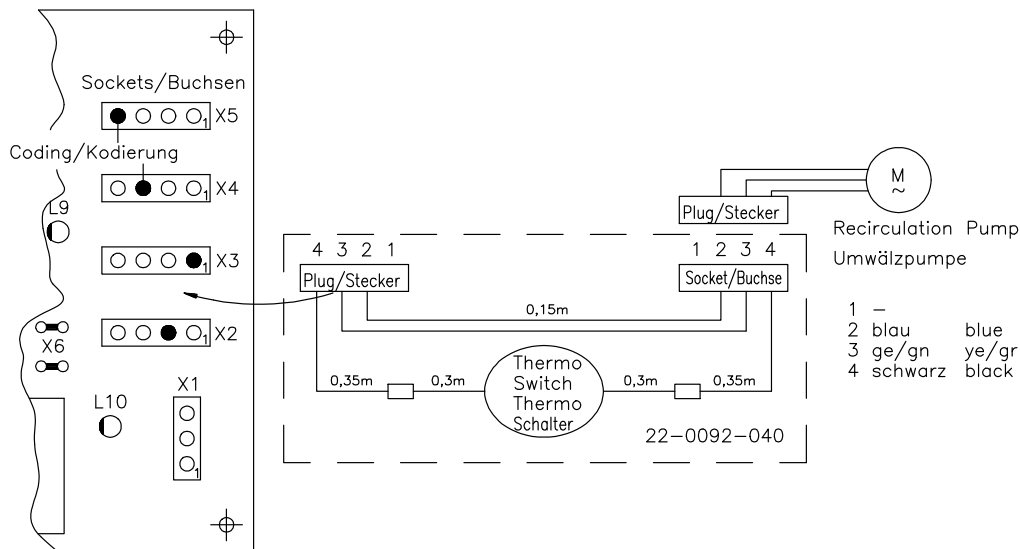 Sockets/Buchsen
1 X5
Coding/Kodierung
1 X4
L9
1 X3
1 X2
X6
X1
L10
1
M
~
Plug/Stecker
Recirculation Pump
Umwälzpumpe
4 3 2 1
Plug/Stecker
1 2 3 4
Socket/Buchse
0,15m
0,35m
0,3m
Thermo
Switch
Thermo
Schalter
0,3m
0,35m
22-0092-040
1 –
2 blau blue
3 ge/gn ye/gr
4 schwarz black